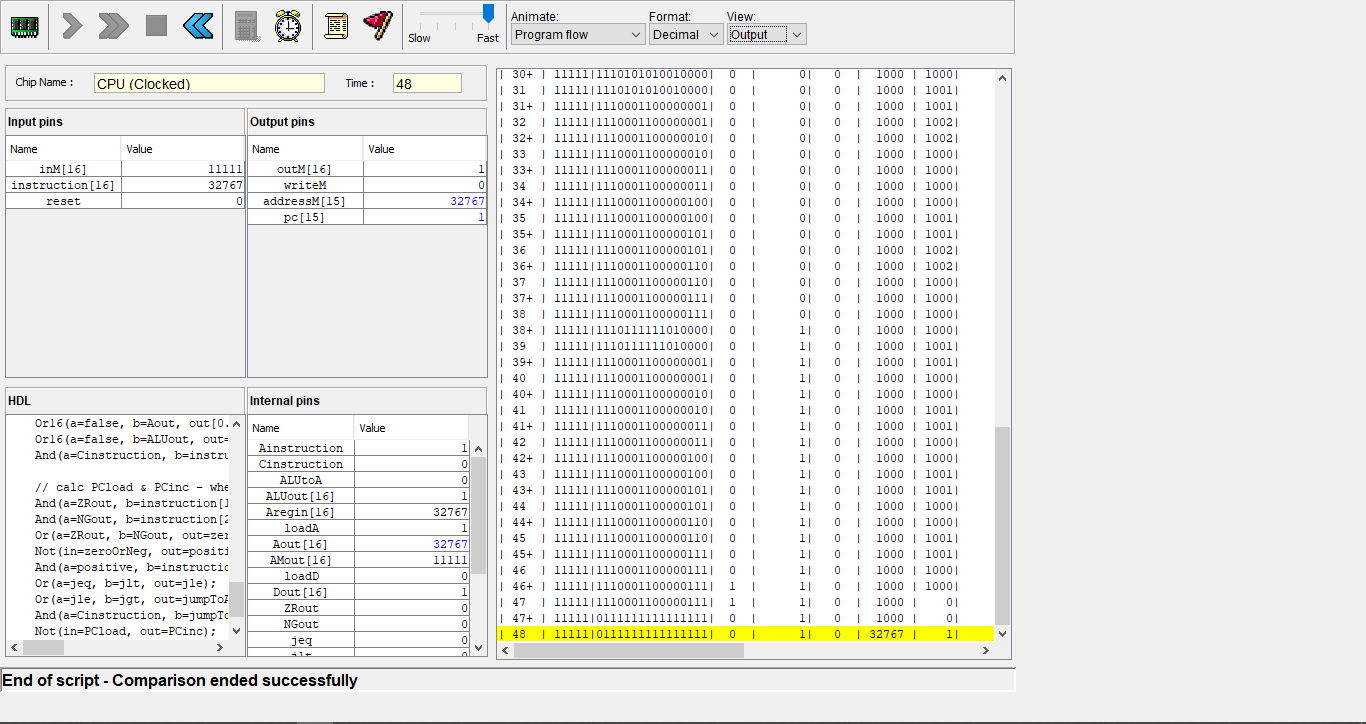 Slow
Fast
Animate:
Program flow
Format:
Decimal
View:
Output
Chip Name :
CPU (Clocked)
Time :
48
Input pins
Name Value
inM[16] 11111
instruction[16] 32767
reset 0
Output pins
Name Value
outM[16] 1
writeM 0
addressM[15] 32767
pc[15] 1
HDL
Or16(a=false, b=Aout, out[0.
Or16(a=false, b=ALUout, out=
And(a=Cinstruction, b=instru
// calc PCload & PCinc - whe
And(a=ZRout, b=instruction[1
And(a=NGout, b=instruction[2
Or(a=ZRout, b=NGout, out=zer
Not(in=zeroOrNeg, out=positi
And(a=positive, b=instructio
Or(a=jeq, b=jlt, out=jle);
Or(a=jle, b=jgt, out=jumpToA
And(a=Cinstruction, b=jumpTo
Not(in=PCload, out=PCinc);
Internal pins
Name Value
Ainstruction 1
Cinstruction 0
ALUtoA 0
ALUout[16] 1
Aregin[16] 32767
loadA 1
Aout[16] 32767
AMout[16] 11111
loadD 0
Dout[16] 1
ZRout 0
NGout 0
jeq 0
jlt 0
| 30+ | 11111|1110101010010000| 0 | 0| 0 | 1000 | 1000|
| 31 | 11111|1110101010010000| 0 | 0| 0 | 1000 | 1001|
| 31+ | 11111|1110001100000001| 0 | 0| 0 | 1000 | 1001|
| 32 | 11111|1110001100000001| 0 | 0| 0 | 1000 | 1002|
| 32+ | 11111|1110001100000010| 0 | 0| 0 | 1000 | 1002|
| 33 | 11111|1110001100000010| 0 | 0| 0 | 1000 | 1000|
| 33+ | 11111|1110001100000011| 0 | 0| 0 | 1000 | 1000|
| 34 | 11111|1110001100000011| 0 | 0| 0 | 1000 | 1000|
| 34+ | 11111|1110001100000100| 0 | 0| 0 | 1000 | 1000|
| 35 | 11111|1110001100000100| 0 | 0| 0 | 1000 | 1001|
| 35+ | 11111|1110001100000101| 0 | 0| 0 | 1000 | 1001|
| 36 | 11111|1110001100000101| 0 | 0| 0 | 1000 | 1002|
| 36+ | 11111|1110001100000110| 0 | 0| 0 | 1000 | 1002|
| 37 | 11111|1110001100000110| 0 | 0| 0 | 1000 | 1000|
| 37+ | 11111|1110001100000111| 0 | 0| 0 | 1000 | 1000|
| 38 | 11111|1110001100000111| 0 | 0| 0 | 1000 | 1000|
| 38+ | 11111|1110111111010000| 0 | 1| 0 | 1000 | 1000|
| 39 | 11111|1110111111010000| 0 | 1| 0 | 1000 | 1001|
| 39+ | 11111|1110001100000001| 0 | 1| 0 | 1000 | 1001|
| 40 | 11111|1110001100000001| 0 | 1| 0 | 1000 | 1000|
| 40+ | 11111|1110001100000010| 0 | 1| 0 | 1000 | 1000|
| 41 | 11111|1110001100000010| 0 | 1| 0 | 1000 | 1001|
| 41+ | 11111|1110001100000011| 0 | 1| 0 | 1000 | 1001|
| 42 | 11111|1110001100000011| 0 | 1| 0 | 1000 | 1000|
| 42+ | 11111|1110001100000100| 0 | 1| 0 | 1000 | 1000|
| 43 | 11111|1110001100000100| 0 | 1| 0 | 1000 | 1001|
| 43+ | 11111|1110001100000101| 0 | 1| 0 | 1000 | 1001|
| 44 | 11111|1110001100000101| 0 | 1| 0 | 1000 | 1000|
| 44+ | 11111|1110001100000110| 0 | 1| 0 | 1000 | 1000|
| 45 | 11111|1110001100000110| 0 | 1| 0 | 1000 | 1001|
| 45+ | 11111|1110001100000111| 0 | 1| 0 | 1000 | 1001|
| 46 | 11111|1110001100000111| 0 | 1| 0 | 1000 | 1000|
| 46+ | 11111|1110001100000111| 1 | 1| 0 | 1000 | 1000|
| 47 | 11111|1110001100000111| 1 | 1| 0 | 1000 | 0|
| 47+ | 11111|0111111111111111| 0 | 1| 0 | 1000 | 0|
| 48 | 11111|0111111111111111| 0 | 1| 0 | 32767 | 1|
End of script - Comparison ended successfully